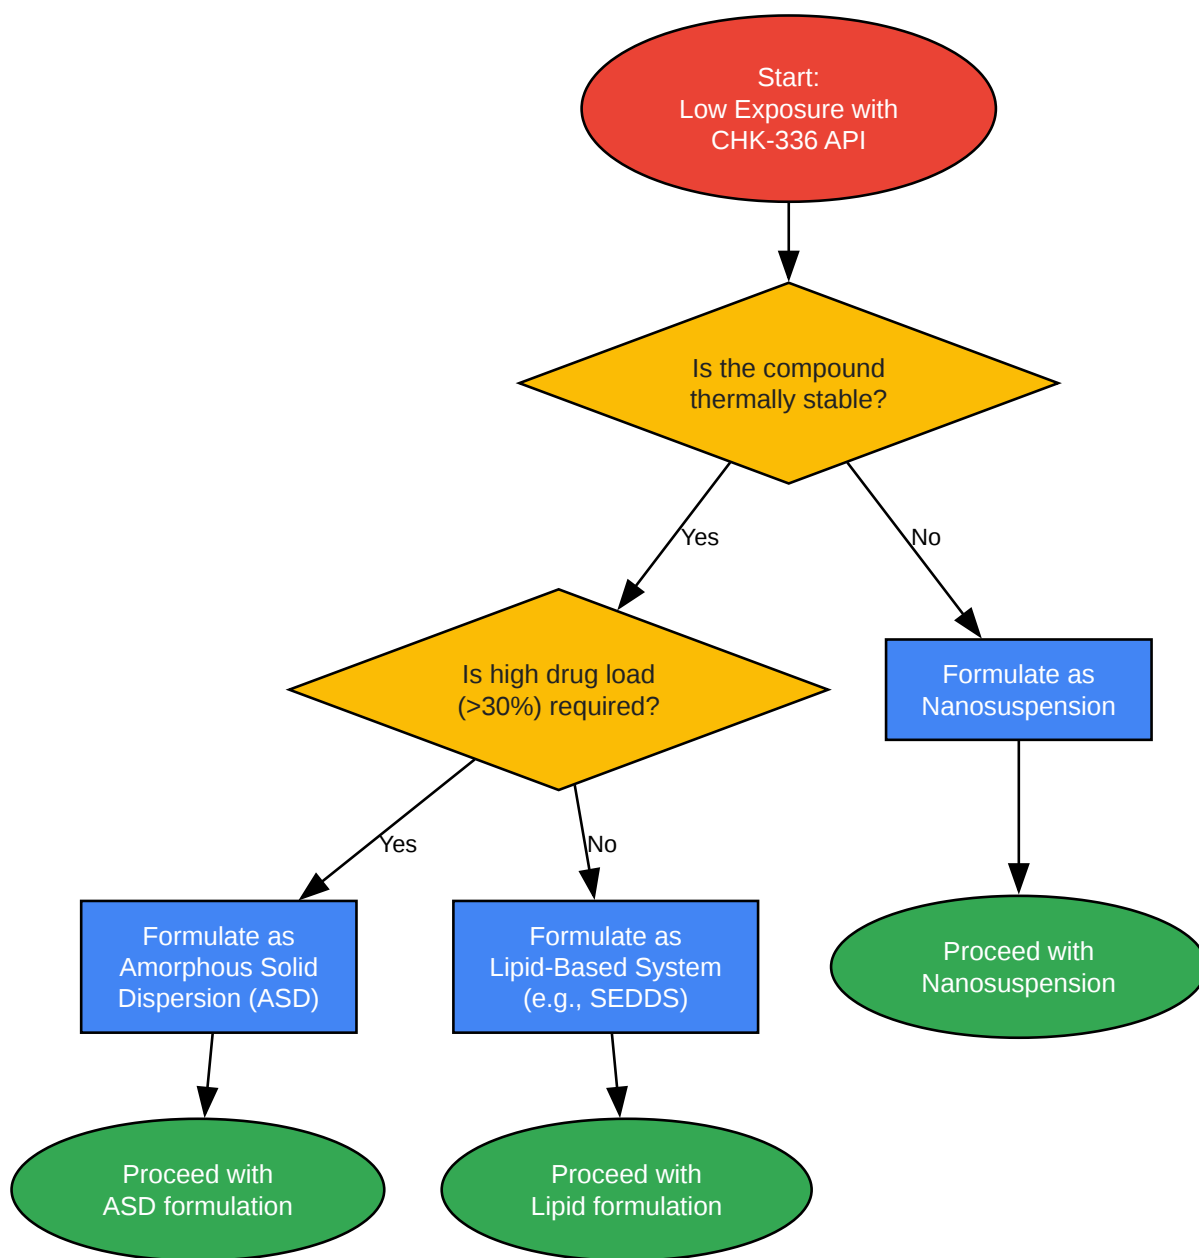 Start:
Low Exposure with
CHK-336 API
Is the compound
thermally stable?
Yes
No
Is high drug load
(>30%) required?
Formulate as
Nanosuspension
Yes
No
Formulate as
Amorphous Solid
Dispersion (ASD)
Formulate as
Lipid-Based System
(e.g., SEDDS)
Proceed with
Nanosuspension
Proceed with
ASD formulation
Proceed with
Lipid formulation